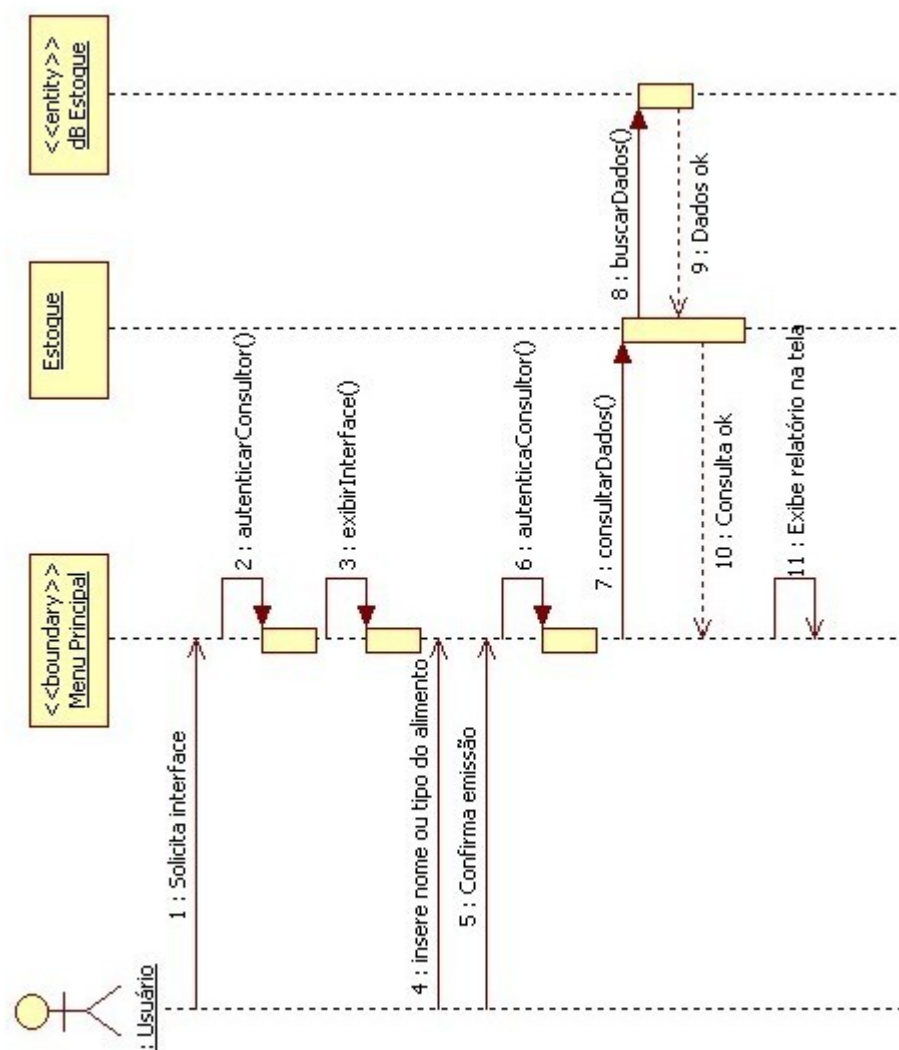 : Usuário
<<boundary>>
Menu Principal
Estoque
<<entity>>
dB Estoque
1 : Solicita interface
2 : autenticarConsultor()
3 : exibirInterface()
4 : insere nome ou tipo do alimento
5 : Confirma emissão
6 : autenticaConsultor()
7 : consultarDados()
8 : buscarDados()
9 : Dados ok
10 : Consulta ok
11 : Exibe relatório na tela